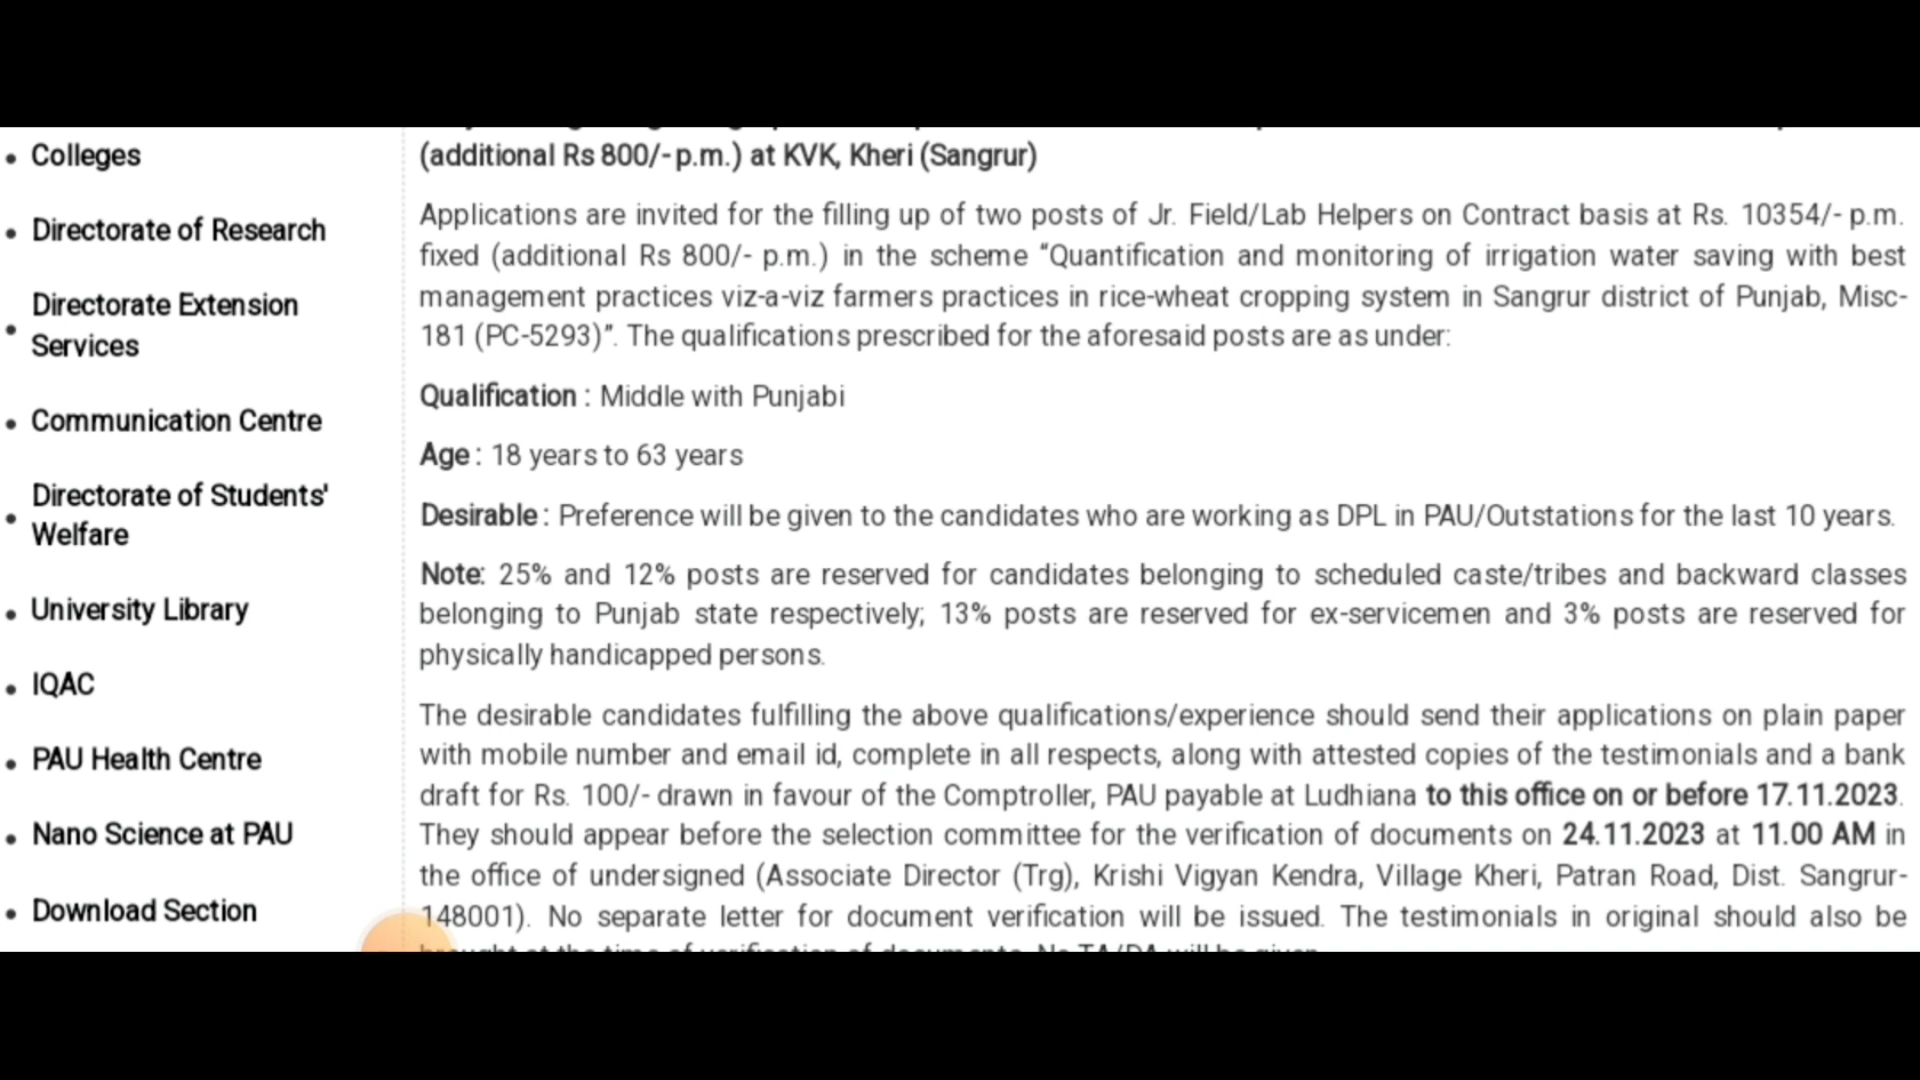 Colleges
Directorate of Research
Directorate Extension
Services
Communication Centre
Directorate of Students'
Welfare
University Library
IQAC
PAU Health Centre
Nano Science at PAU
Download Section
(additional Rs 800/- p.m.) at KVK, Kheri (Sangrur)
Applications are invited for the filling up of two posts of Jr. Field/Lab Helpers on Contract basis at Rs. 10354/- p.m.
fixed (additional Rs 800/- p.m.) in the scheme “Quantification and monitoring of irrigation water saving with best
management practices viz-a-viz farmers practices in rice-wheat cropping system in Sangrur district of Punjab, Misc-
181 (PC-5293)”. The qualifications prescribed for the aforesaid posts are as under:
Qualification : Middle with Punjabi
Age : 18 years to 63 years
Desirable : Preference will be given to the candidates who are working as DPL in PAU/Outstations for the last 10 years.
Note: 25% and 12% posts are reserved for candidates belonging to scheduled caste/tribes and backward classes
belonging to Punjab state respectively; 13% posts are reserved for ex-servicemen and 3% posts are reserved for
physically handicapped persons.
The desirable candidates fulfilling the above qualifications/experience should send their applications on plain paper
with mobile number and email id, complete in all respects, along with attested copies of the testimonials and a bank
draft for Rs. 100/- drawn in favour of the Comptroller, PAU payable at Ludhiana to this office on or before 17.11.2023.
They should appear before the selection committee for the verification of documents on 24.11.2023 at 11.00 AM in
the office of undersigned (Associate Director (Trg), Krishi Vigyan Kendra, Village Kheri, Patran Road, Dist. Sangrur-
148001). No separate letter for document verification will be issued. The testimonials in original should also be
brought at the time of verification of documents. No TA/DA will be given.